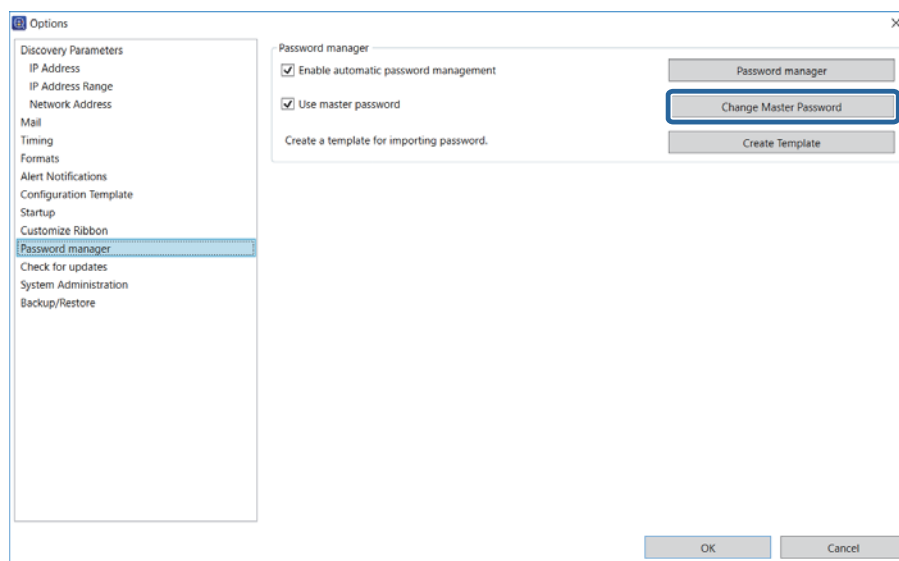 Options
Discovery Parameters
IP Address
IP Address Range
Network Address
Mail
Timing
Formats
Alert Notifications
Configuration Template
Startup
Customize Ribbon
Password manager
Check for updates
System Administration
Backup/Restore
Password manager
Enable automatic password management
Password manager
Use master password
Change Master Password
Create a template for importing password.
Create Template
OK
Cancel